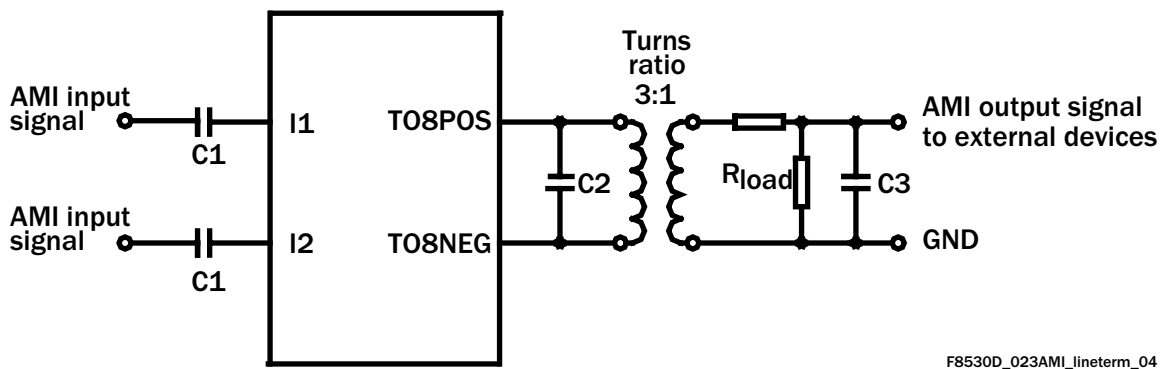 Turns
ratio
3:1
AMI input
signal
C1
I1
TO8POS
C2
Rload
C3
AMI output signal
to external devices
AMI input
signal
C1
I2
TO8NEG
GND
F8530D_023AMI_lineterm_04